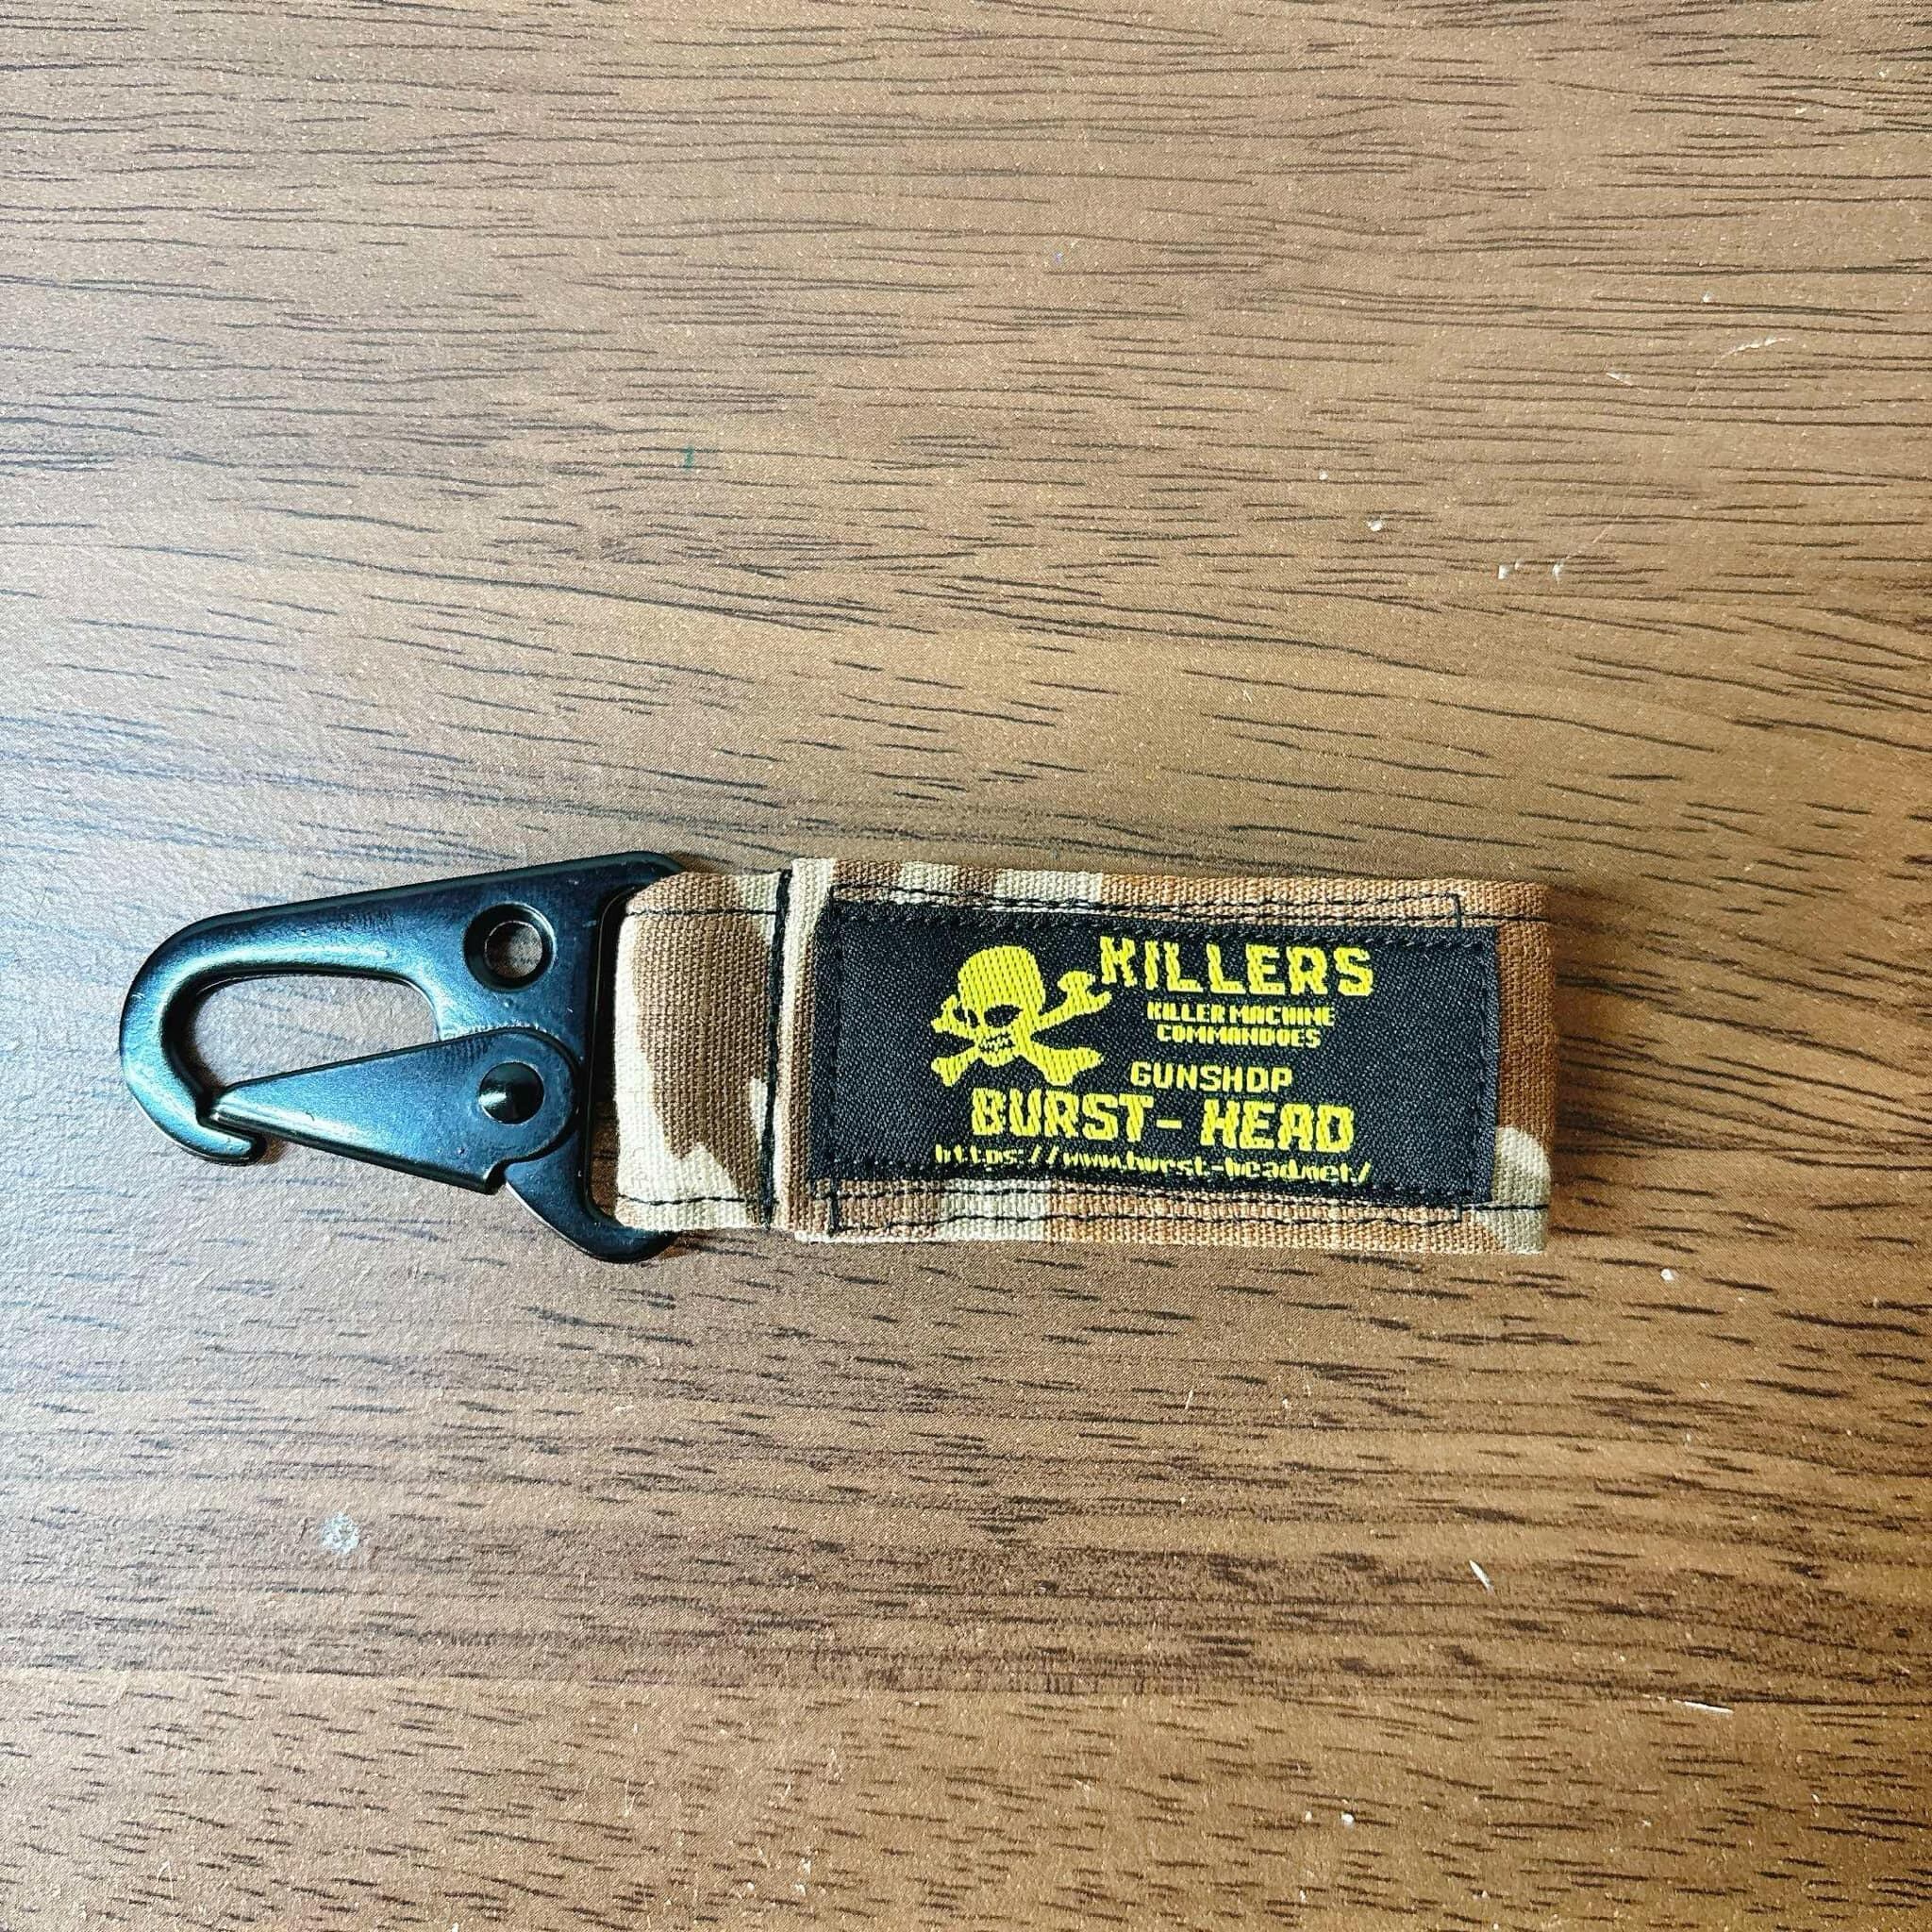 KILLERS
KILLER MACHINE
COMMANDOES
GUNSHOP
BURST-HEAD
https://www.burst-head.net/